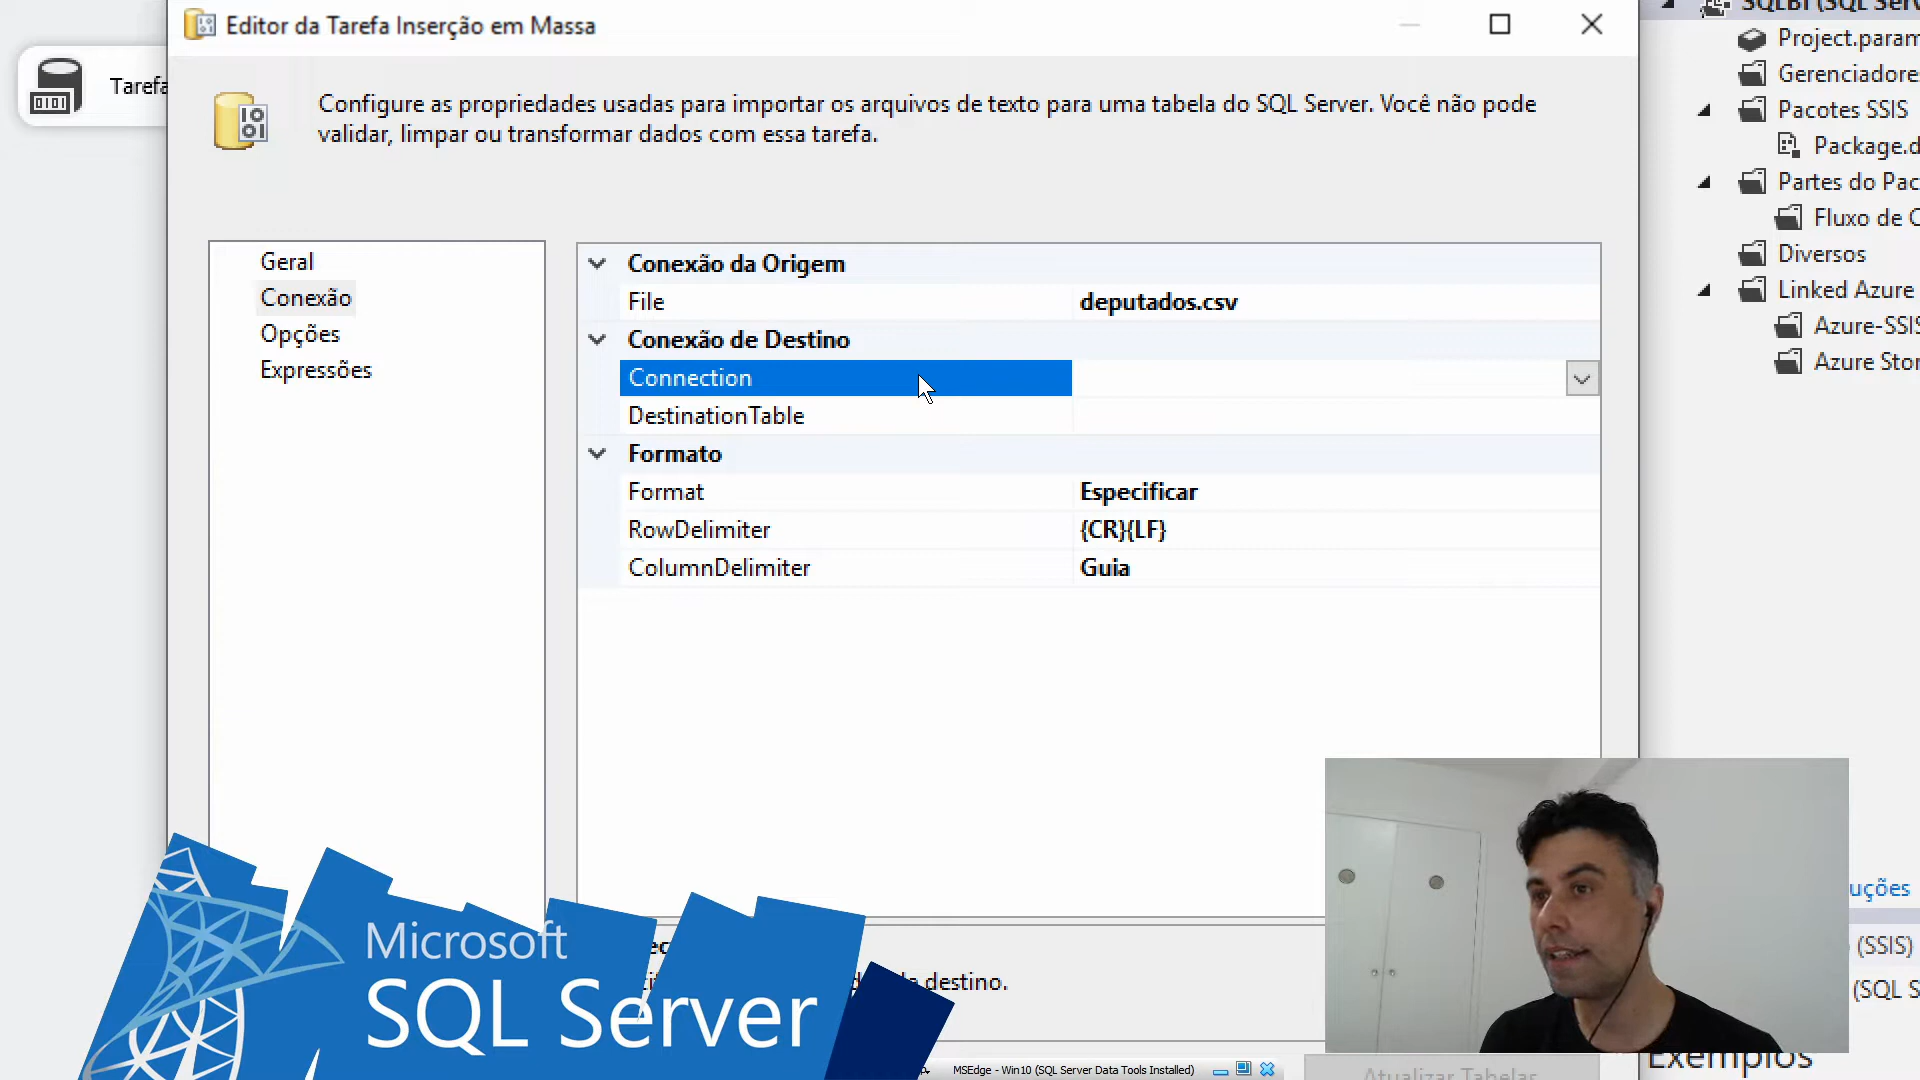 Editor da Tarefa Inserção em Massa
Tarefa
Configure as propriedades usadas para importar os arquivos de texto para uma tabela do SQL Server. Você não pode
validar, limpar ou transformar dados com essa tarefa.
Geral
Conexão
Opções
Expressões
Conexão da Origem
File deputados.csv
Conexão de Destino
Connection
DestinationTable
Formato
Format Especificar
RowDelimiter {CR}{LF}
ColumnDelimiter Guia
destino.
Microsoft
SQL Server
MSEdge - Win10 (SQL Server Data Tools Installed)
Atualizar Tabelas
SQLBI (SQL Serv
Project.param
Gerenciadores
Pacotes SSIS
Package.d
Partes do Pac
Fluxo de C
Diversos
Linked Azure
Azure-SSIS
Azure Stor
uções
(SSIS)
(SQL S
Exemplos